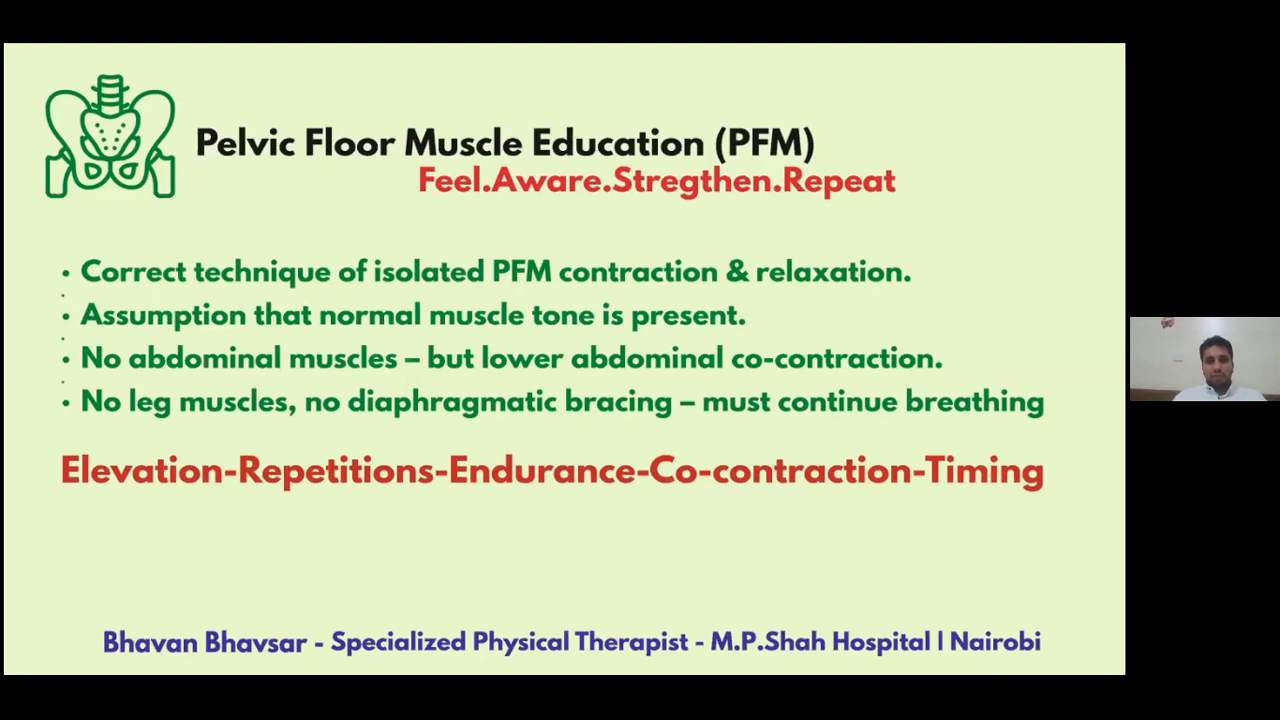 Pelvic Floor Muscle Education (PFM)
Feel.Aware.Stregthen.Repeat
• Correct technique of isolated PFM contraction & relaxation.
• Assumption that normal muscle tone is present.
• No abdominal muscles – but lower abdominal co-contraction.
• No leg muscles, no diaphragmatic bracing – must continue breathing
Elevation-Repetitions-Endurance-Co-contraction-Timing
Bhavan Bhavsar - Specialized Physical Therapist - M.P.Shah Hospital | Nairobi